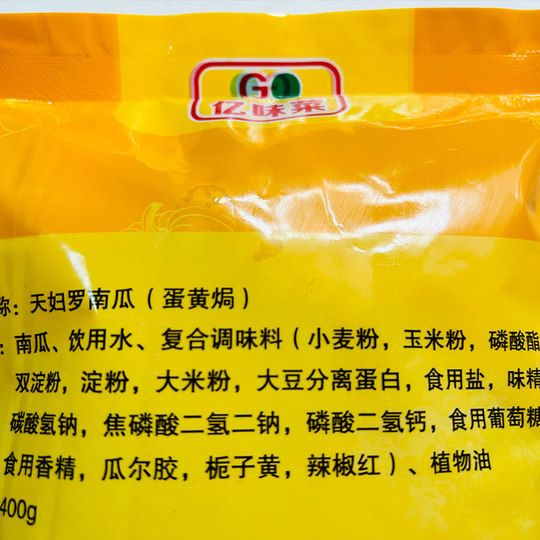 GO
亿味菜
称：天妇罗南瓜（蛋黄焗）
：南瓜、饮用水、复合调味料（小麦粉，玉米粉，磷酸酯
双淀粉，淀粉，大米粉，大豆分离蛋白，食用盐，味精
碳酸氢钠，焦磷酸二氢二钠，磷酸二氢钙，食用葡萄糖
食用香精，瓜尔胶，栀子黄，辣椒红）、植物油
400g